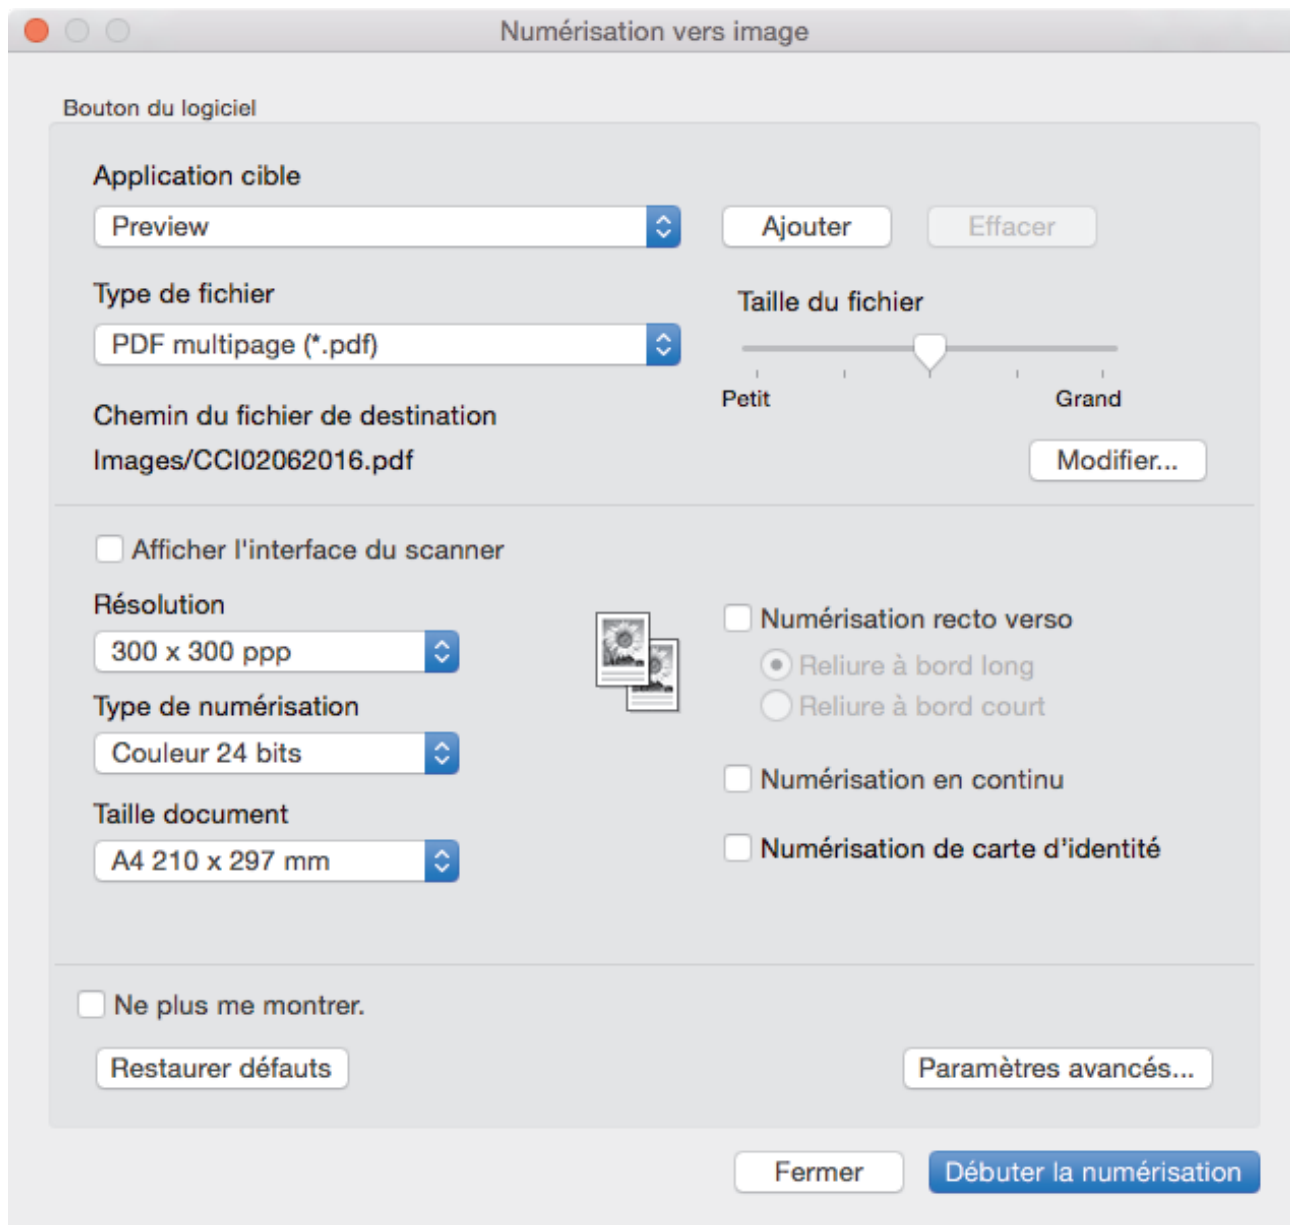 Numérisation vers image
Bouton du logiciel
Application cible
Preview
Ajouter
Effacer
Type de fichier
Taille du fichier
PDF multipage (*.pdf)
Petit
Grand
Chemin du fichier de destination
Images/CCI02062016.pdf
Modifier...
Afficher l'interface du scanner
Résolution
300 x 300 ppp
Numérisation recto verso
Reliure à bord long
Reliure à bord court
Type de numérisation
Couleur 24 bits
Numérisation en continu
Taille document
A4 210 x 297 mm
Numérisation de carte d’identité
Ne plus me montrer.
Restaurer défauts
Paramètres avancés...
Fermer
Débuter la numérisation